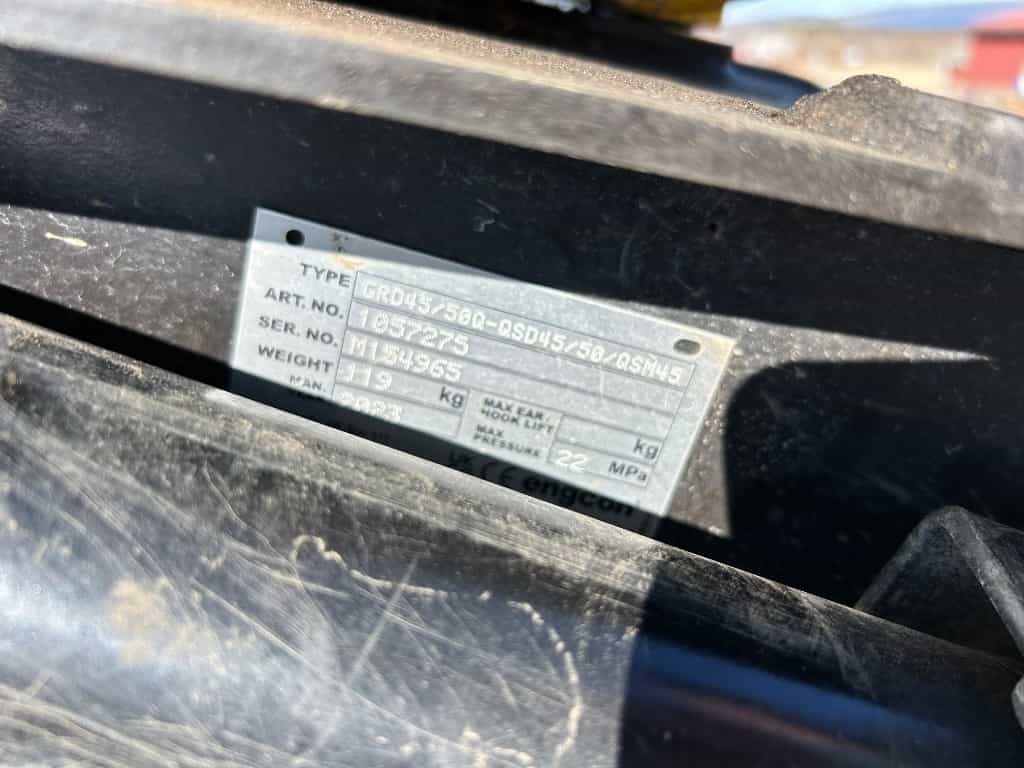 TYPE GRD45/50Q-QSD45/50/QSM45
ART. NO. 1057275
SER. NO. M154965
WEIGHT 119 kg
MAX EAR. HOOK LIFT kg
MAN. 2023
MAX PRESSURE 22 MPa
CE engcon